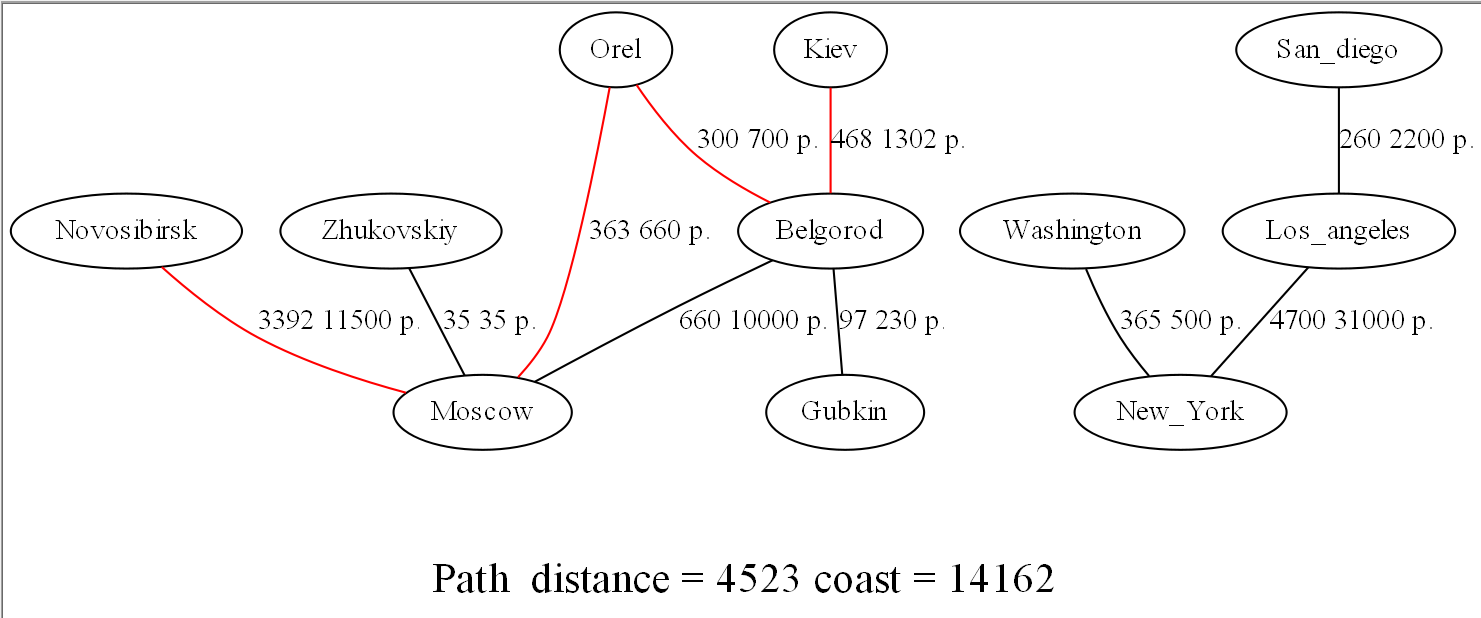 Orel
Kiev
San_diego
300 700 p.
468 1302 p.
260 2200 p.
Novosibirsk
Zhukovskiy
363 660 p.
Belgorod
Washington
Los_angeles
3392 11500 p.
35 35 p.
660 10000 p.
97 230 p.
365 500 p.
4700 31000 p.
Moscow
Gubkin
New_York
Path distance = 4523 coast = 14162